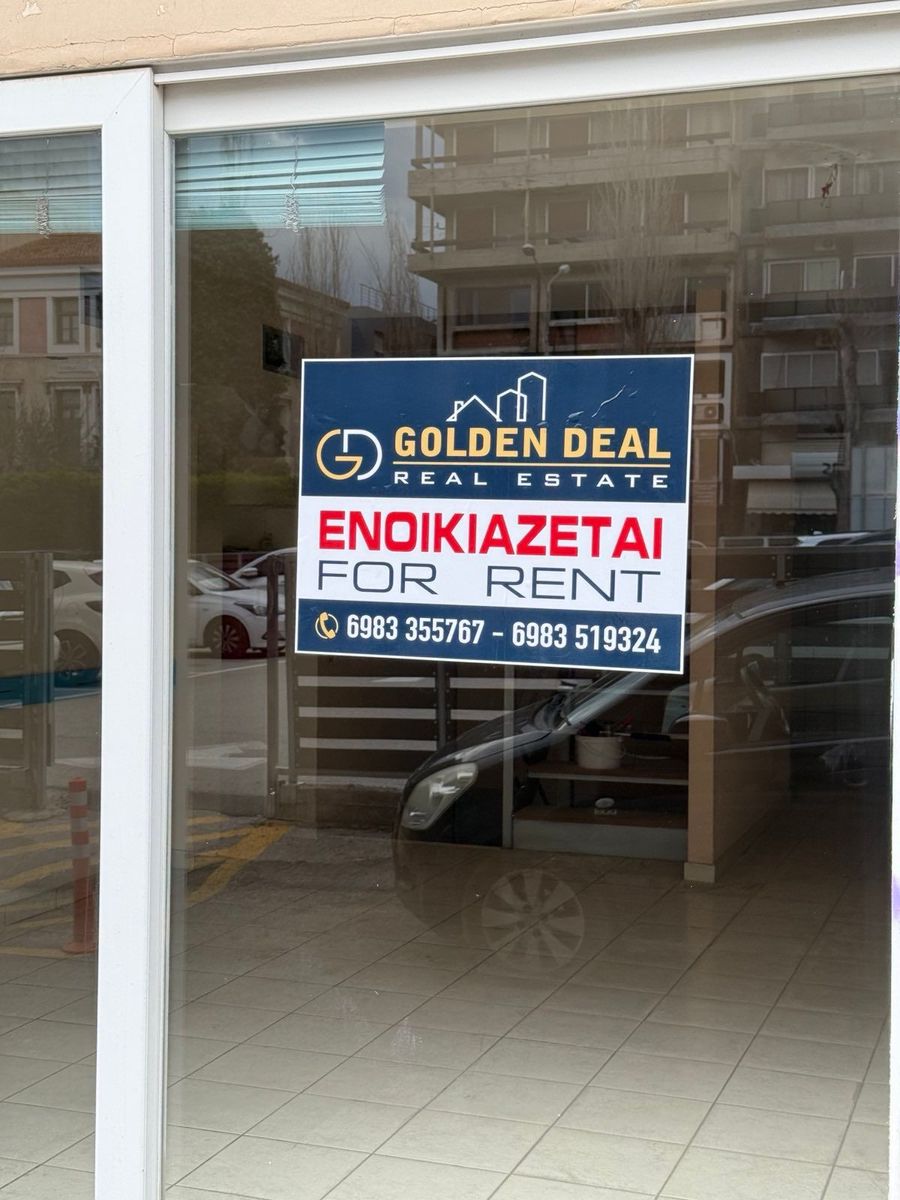 GD GOLDEN DEAL
REAL ESTATE
ΕΝΟΙΚΙΑΖΕΤΑΙ
FOR RENT
6983 355767 - 6983 519324